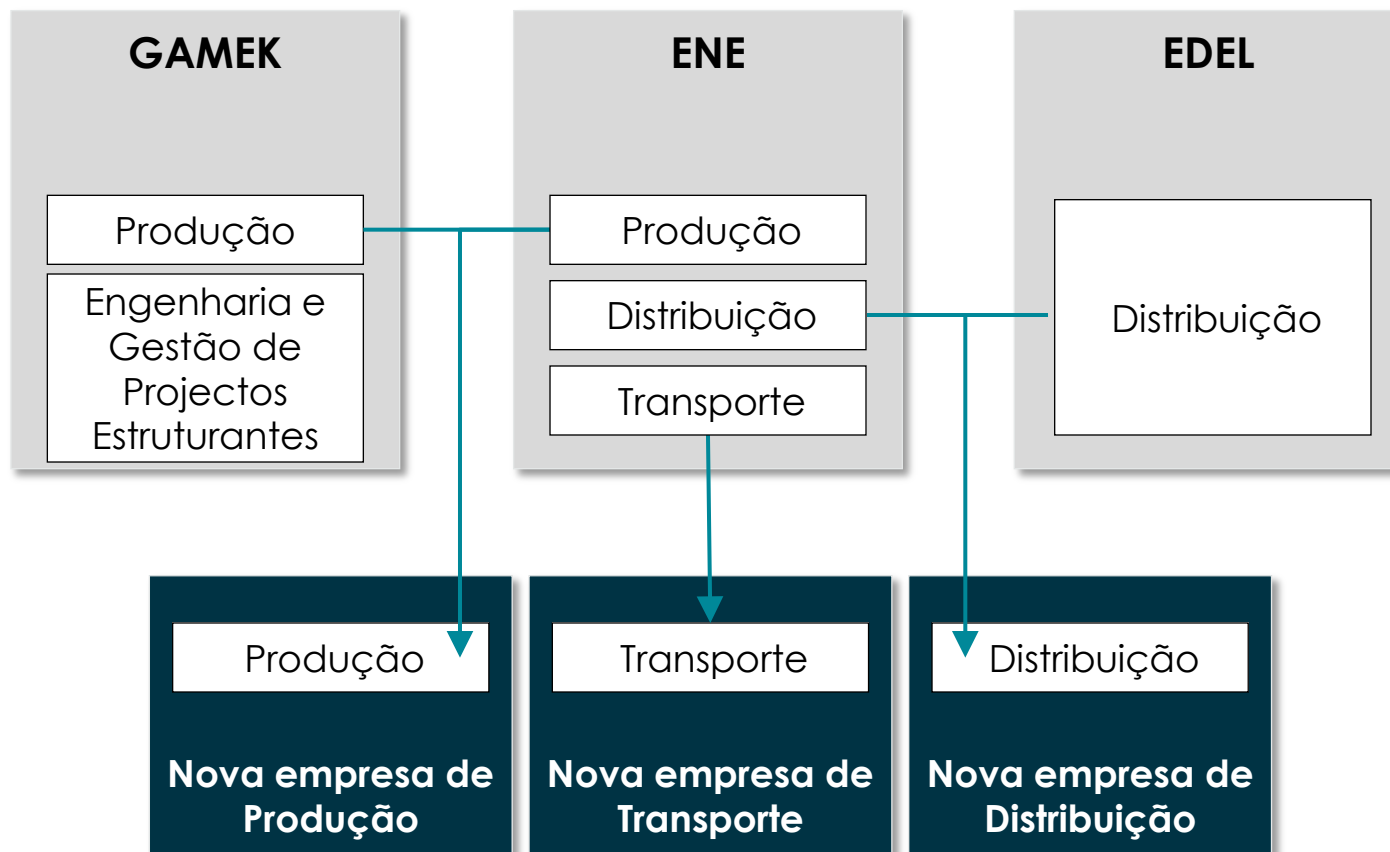 GAMEK
Produção
Engenharia e
Gestão de
Projectos
Estruturantes
ENE
Produção
Distribuição
Transporte
EDEL
Distribuição
Produção
Nova empresa de
Produção
Transporte
Nova empresa de
Transporte
Distribuição
Nova empresa de
Distribuição